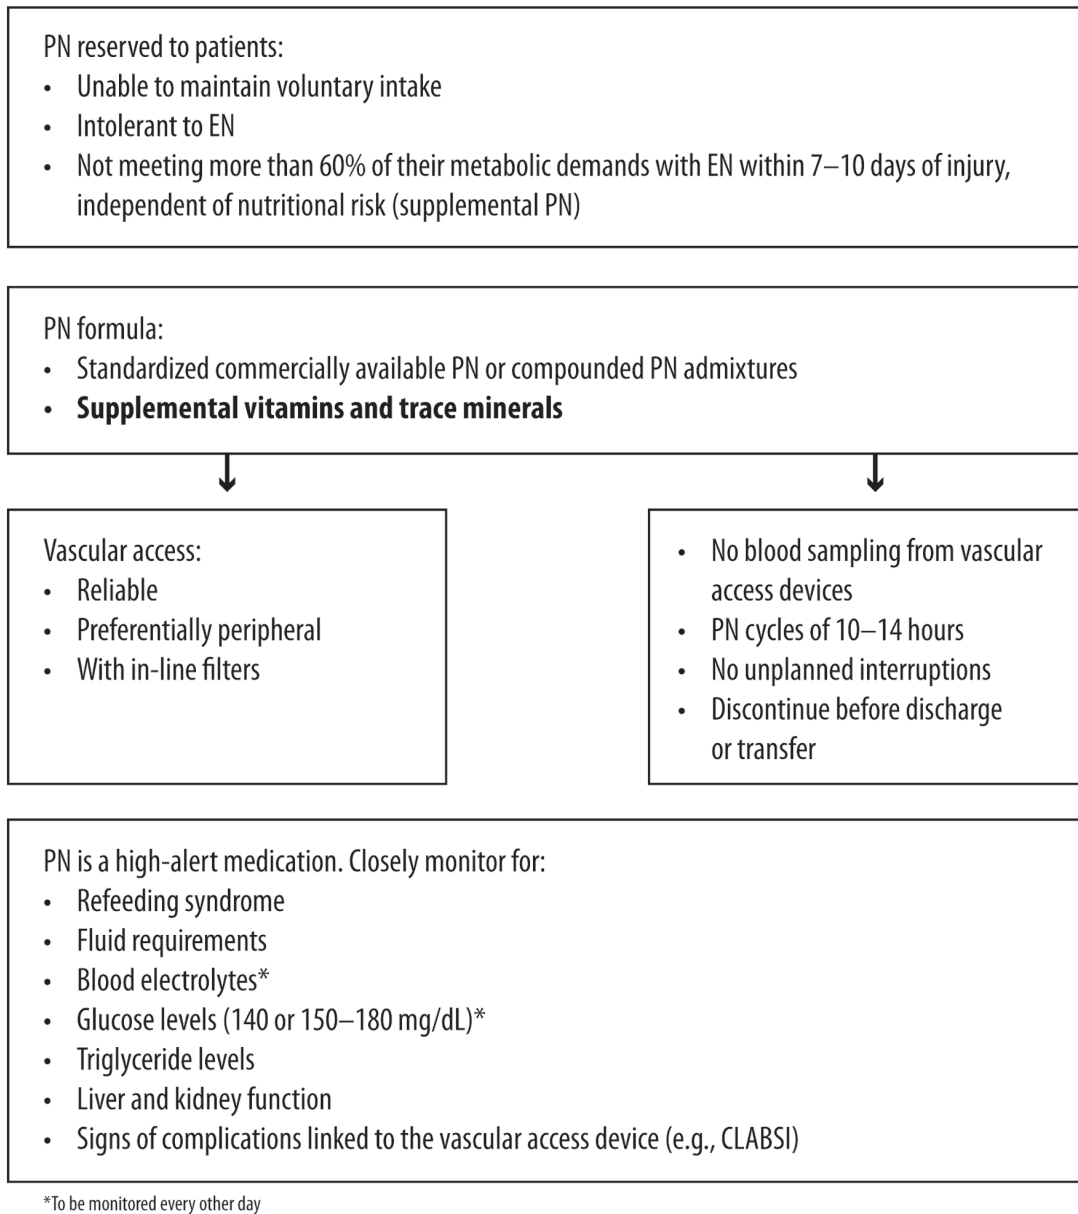 PN reserved to patients:
• Unable to maintain voluntary intake
• Intolerant to EN
• Not meeting more than 60% of their metabolic demands with EN within 7–10 days of injury,
independent of nutritional risk (supplemental PN)
PN formula:
• Standardized commercially available PN or compounded PN admixtures
• Supplemental vitamins and trace minerals
Vascular access:
• Reliable
• Preferentially peripheral
• With in-line filters
• No blood sampling from vascular
access devices
• PN cycles of 10–14 hours
• No unplanned interruptions
• Discontinue before discharge
or transfer
PN is a high-alert medication. Closely monitor for:
• Refeeding syndrome
• Fluid requirements
• Blood electrolytes*
• Glucose levels (140 or 150–180 mg/dL)*
• Triglyceride levels
• Liver and kidney function
• Signs of complications linked to the vascular access device (e.g., CLABSI)
*To be monitored every other day